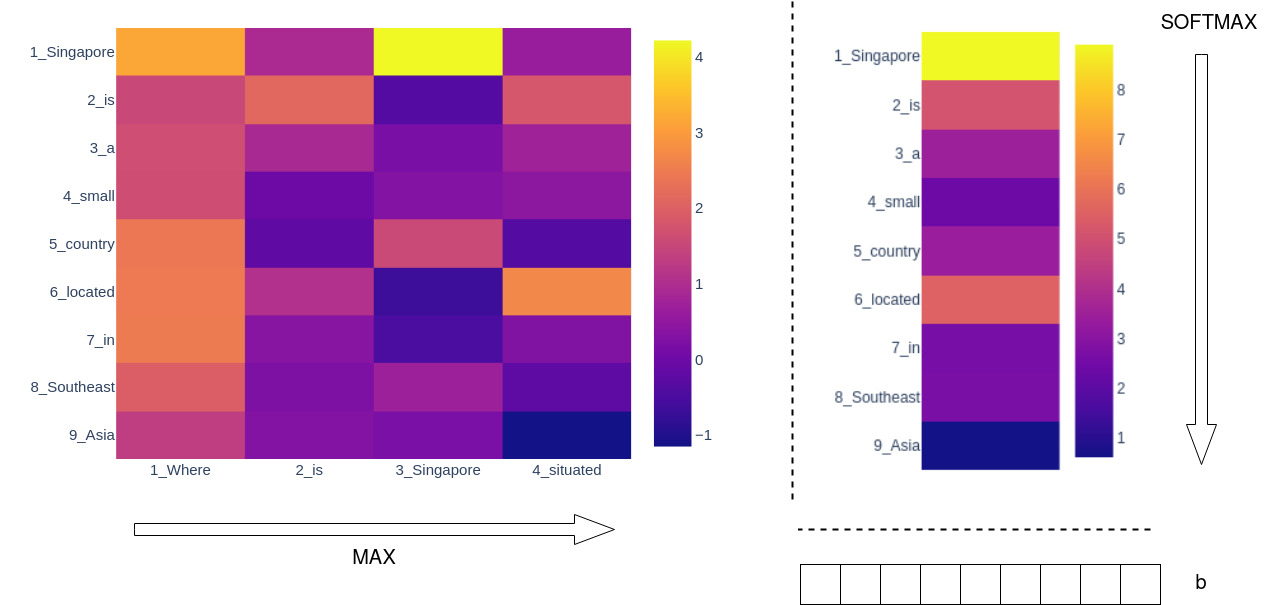 1_Singapore
2_is
3_a
4_small
5_country
6_located
7_in
8_Southeast
9_Asia
1_Where 2_is 3_Singapore 4_situated
4
3
2
1
0
−1
MAX
SOFTMAX
1_Singapore
2_is
3_a
4_small
5_country
6_located
7_in
8_Southeast
9_Asia
8
7
6
5
4
3
2
1
b